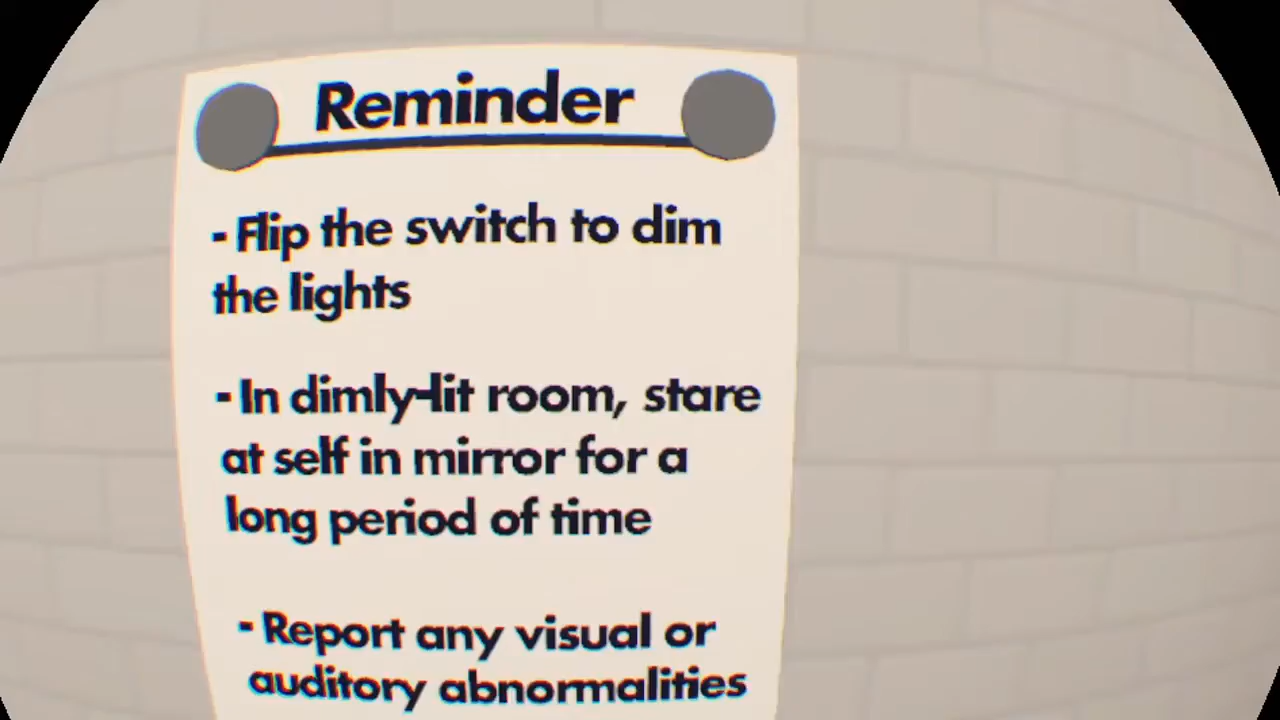 Reminder
- Flip the switch to dim
the lights
- In dimly-lit room, stare
at self in mirror for a
long period of time
- Report any visual or
auditory abnormalities